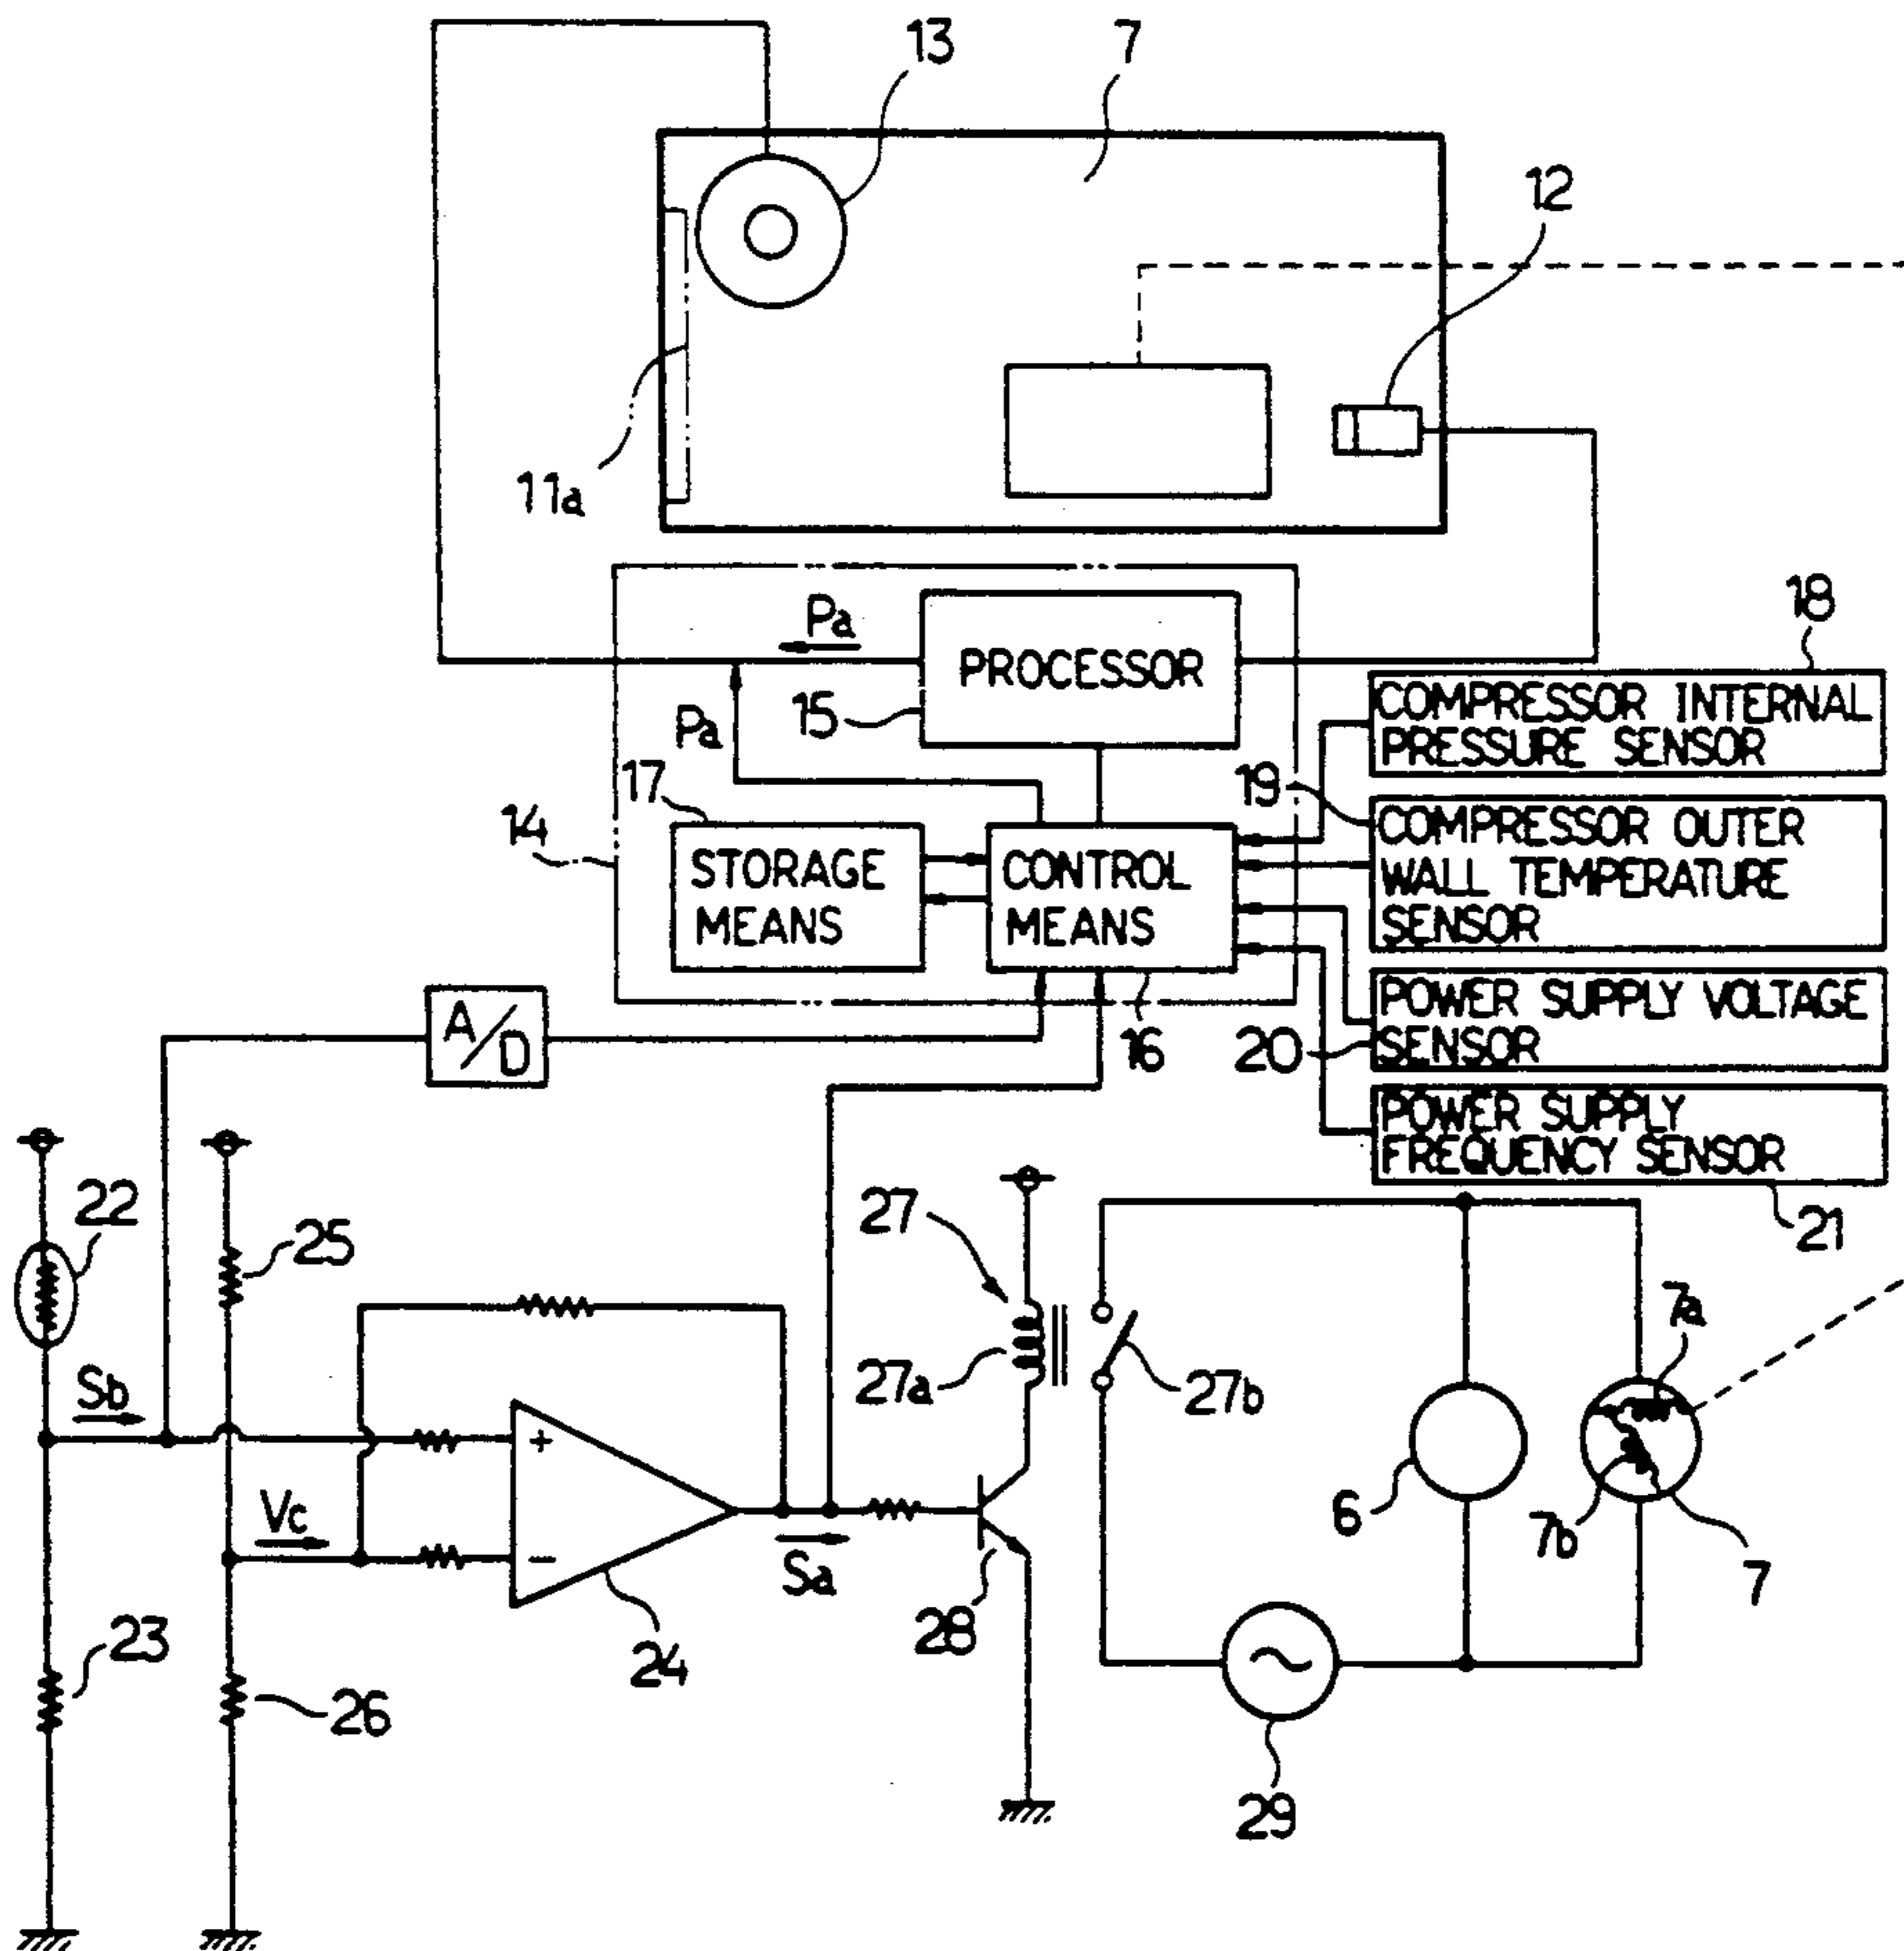 13
7
12
11a
18
Pa
PROCESSOR
COMPRESSOR INTERNAL
PRESSURE SENSOR
15
Pa
17
19
14
STORAGE
MEANS
CONTROL
MEANS
COMPRESSOR OUTER
WALL TEMPERATURE
SENSOR
A/D
16
20
POWER SUPPLY VOLTAGE
SENSOR
POWER SUPPLY
FREQUENCY SENSOR
22
25
27
21
7a
27a
27b
Sb
+
6
7b
7
Vc
−
Sa
28
23
24
26
29